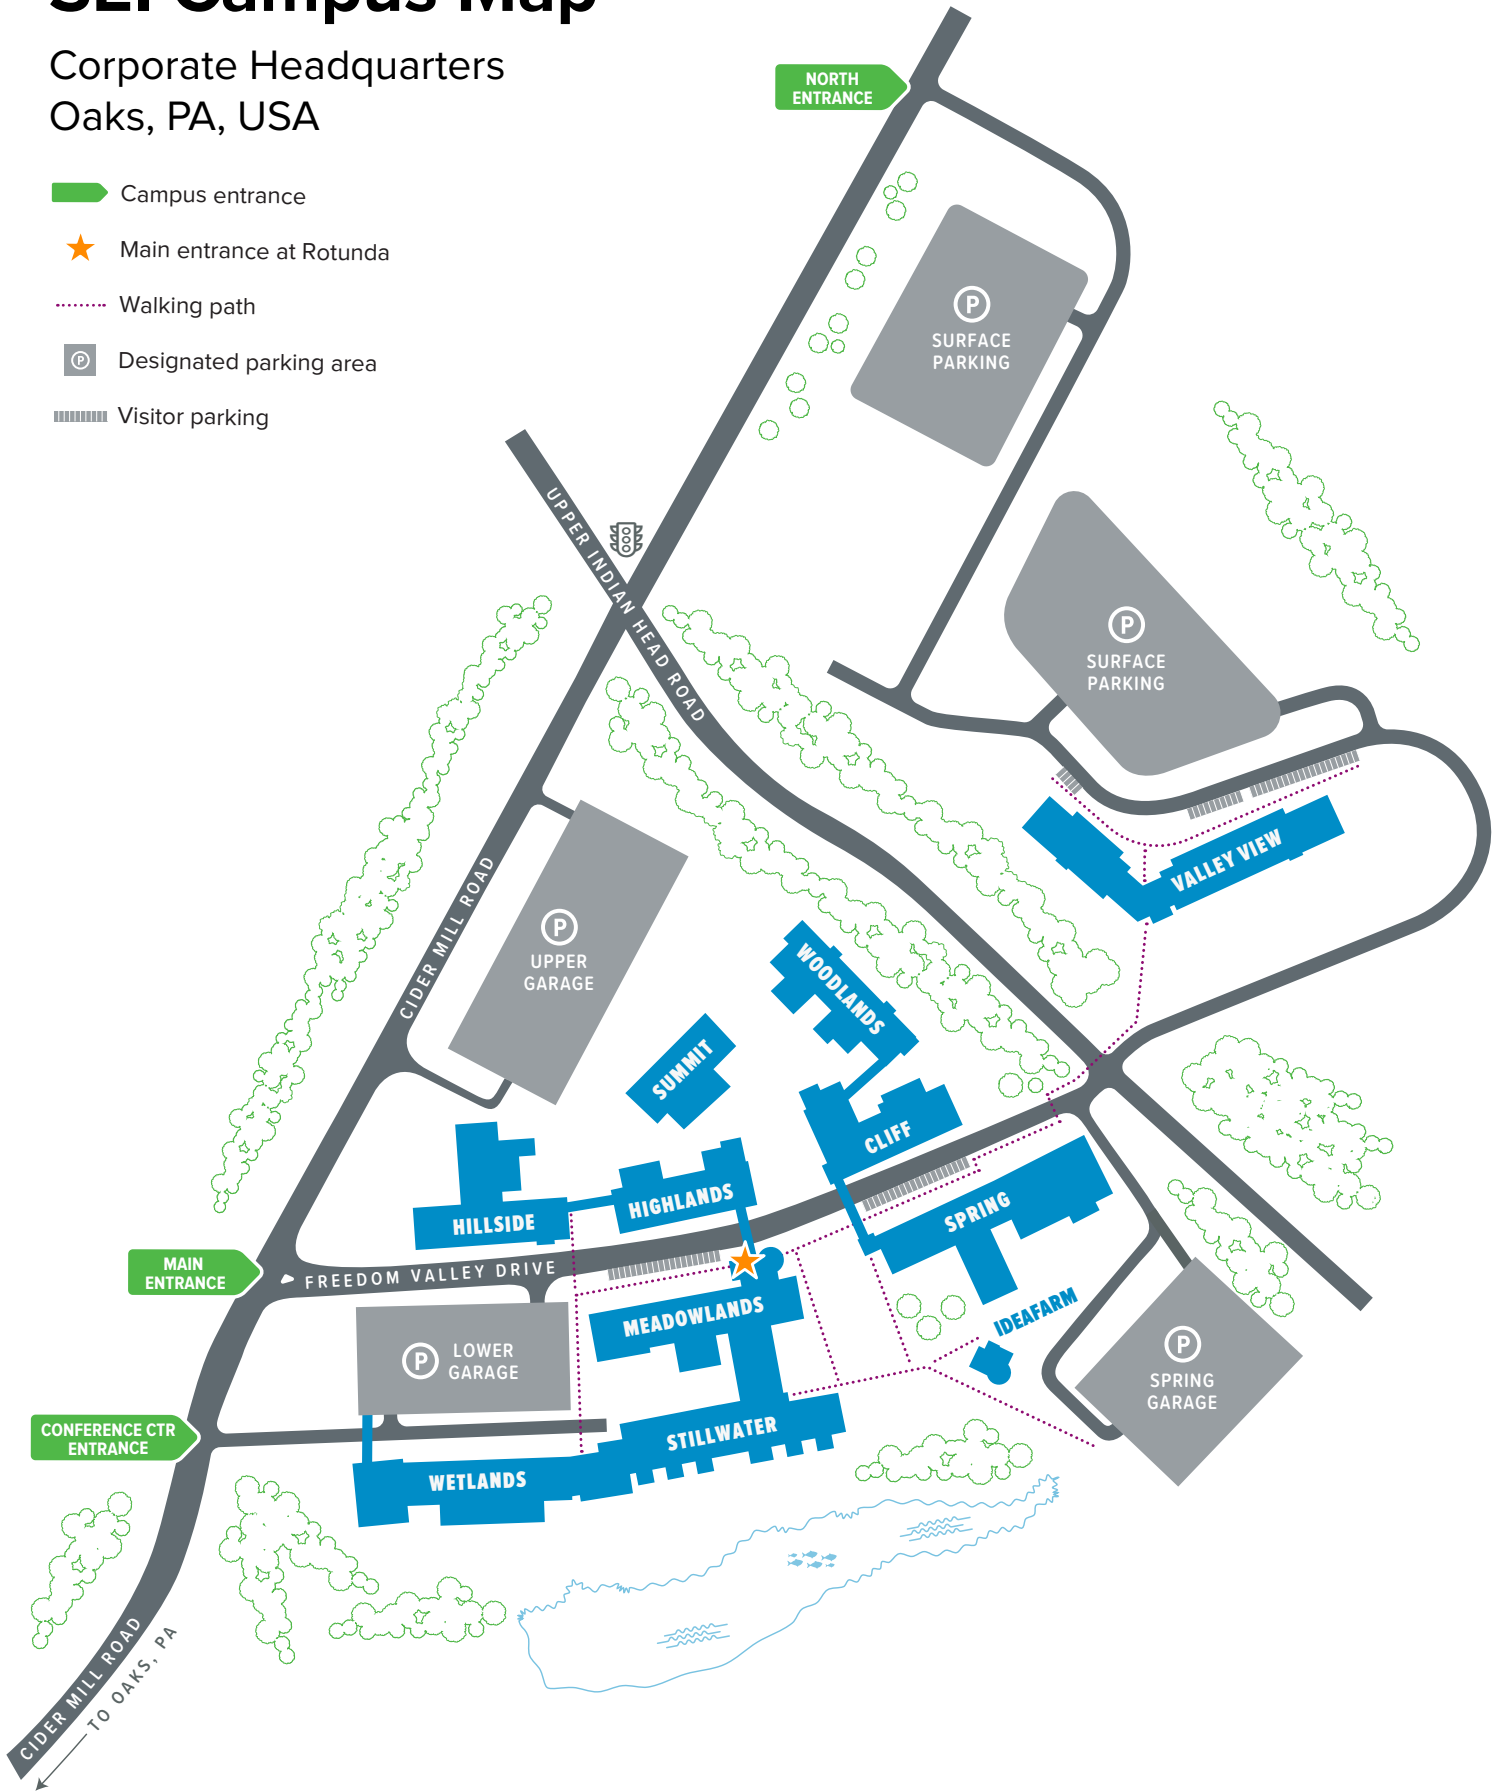 SEI Campus Map
Corporate Headquarters
Oaks, PA, USA
Campus entrance
Main entrance at Rotunda
Walking path
P
Designated parking area
Visitor parking
NORTH
ENTRANCE
P
SURFACE
PARKING
UPPER INDIAN HEAD ROAD
P
SURFACE
PARKING
VALLEY VIEW
CIDER MILL ROAD
P
UPPER
GARAGE
WOODLANDS
SUMMIT
CLIFF
HIGHLANDS
HILLSIDE
SPRING
MAIN
ENTRANCE
FREEDOM VALLEY DRIVE
MEADOWLANDS
IDEAFARM
P
LOWER
GARAGE
P
SPRING
GARAGE
CONFERENCE CTR
ENTRANCE
STILLWATER
WETLANDS
CIDER MILL ROAD
TO OAKS, PA